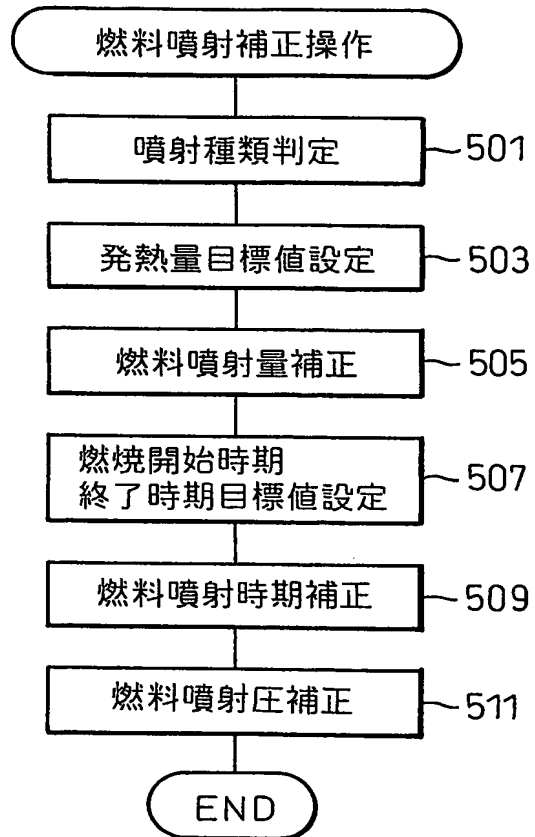 燃料噴射補正操作
噴射種類判定
501
発熱量目標値設定
503
燃料噴射量補正
505
燃焼開始時期
終了時期目標値設定
507
燃料噴射時期補正
509
燃料噴射圧補正
511
END